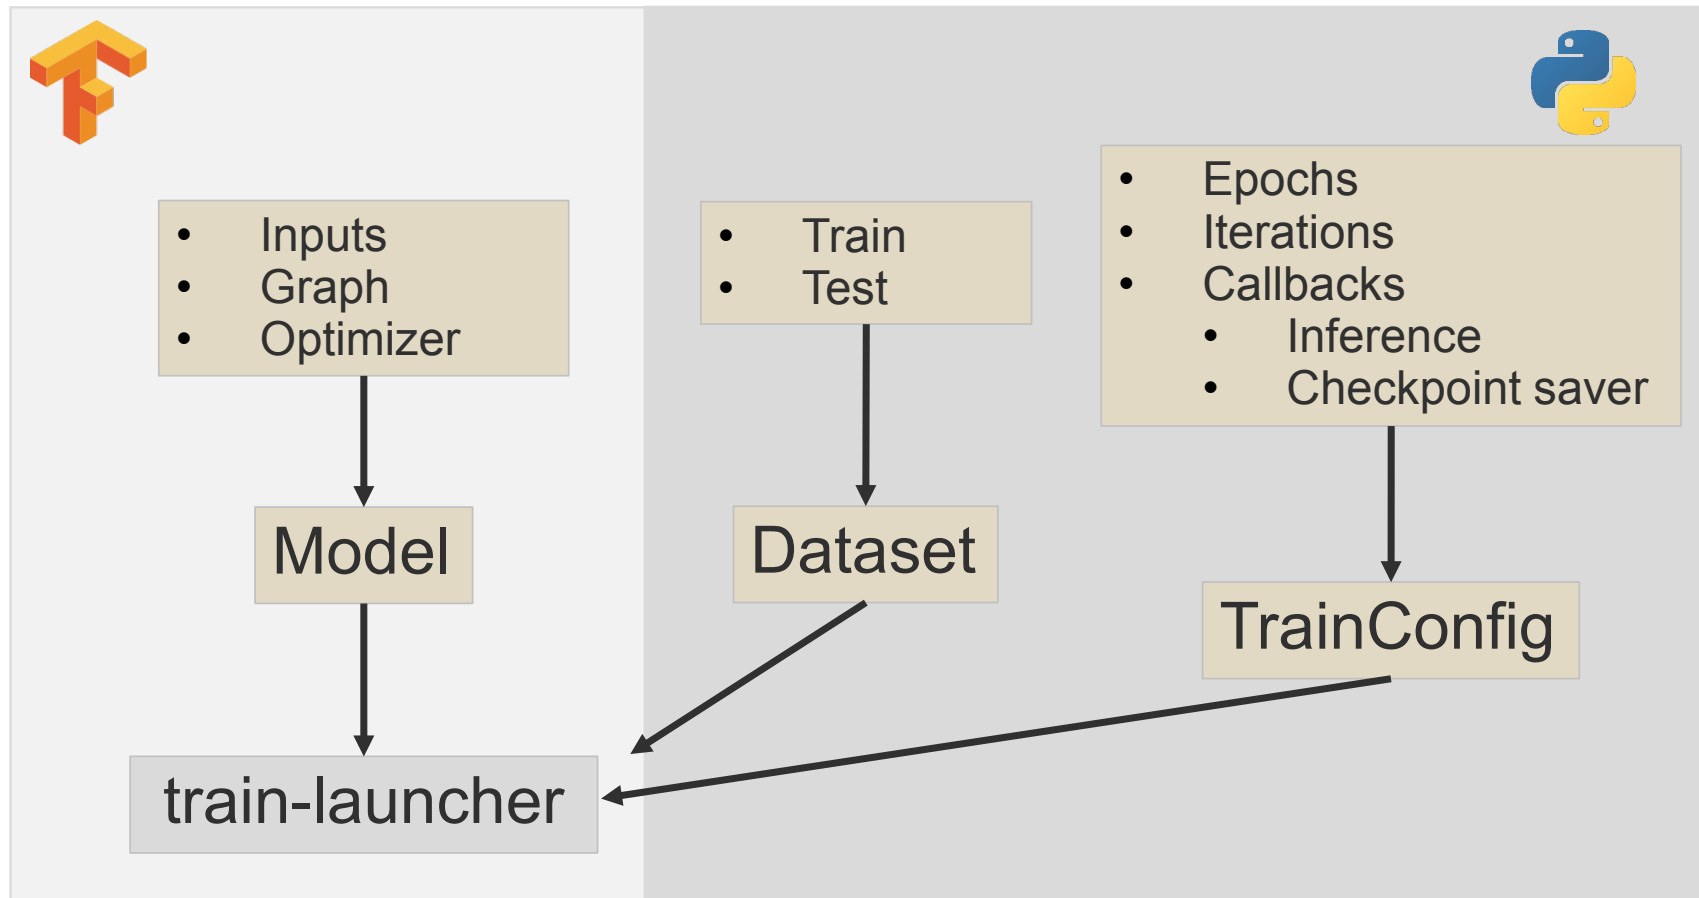 • Inputs
• Graph
• Optimizer
• Train
• Test
• Epochs
• Iterations
• Callbacks
• Inference
• Checkpoint saver
Model
Dataset
TrainConfig
train-launcher